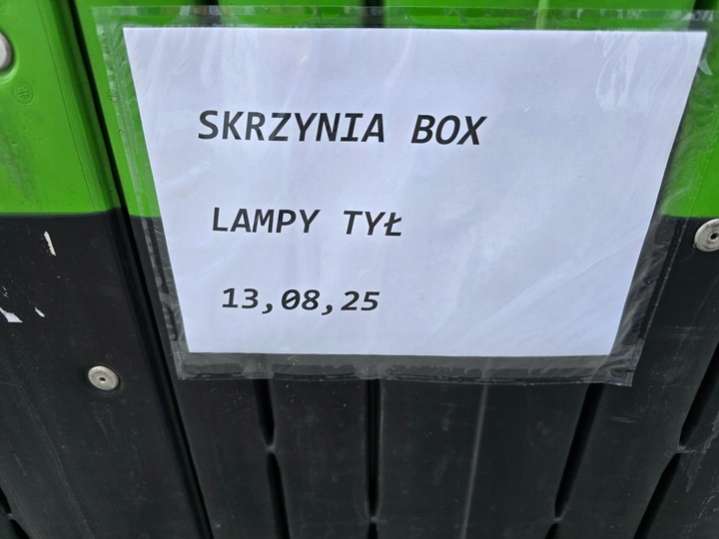 SKRZYNIA BOX
LAMPY TYŁ
13,08,25